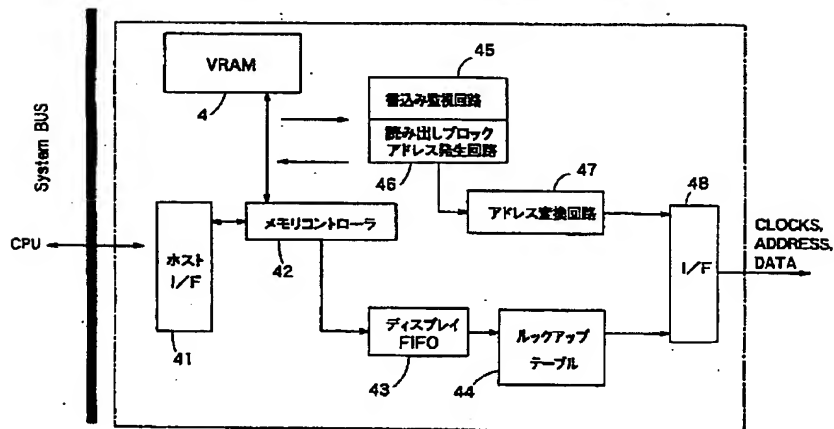 System BUS
CPU
VRAM
4
45
書込み監視回路
読み出しブロック
アドレス発生回路
46
47
アドレス変換回路
48
I/F
CLOCKS,
ADDRESS,
DATA
ホスト
I/F
41
メモリコントローラ
42
ディスプレイ
FIFO
43
ルックアップ
テーブル
44